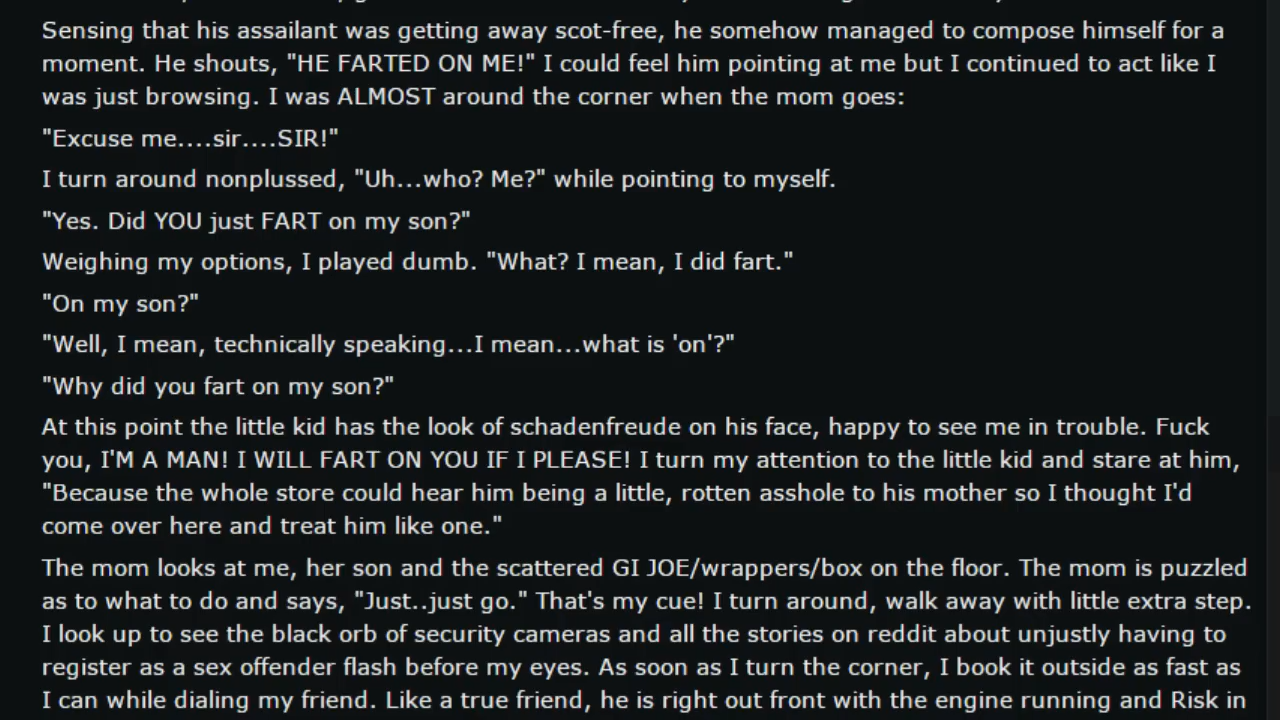 Sensing that his assailant was getting away scot-free, he somehow managed to compose himself for a
moment. He shouts, "HE FARTED ON ME!" I could feel him pointing at me but I continued to act like I
was just browsing. I was ALMOST around the corner when the mom goes:
"Excuse me....sir....SIR!"
I turn around nonplussed, "Uh...who? Me?" while pointing to myself.
"Yes. Did YOU just FART on my son?"
Weighing my options, I played dumb. "What? I mean, I did fart."
"On my son?"
"Well, I mean, technically speaking...I mean...what is 'on'?"
"Why did you fart on my son?"
At this point the little kid has the look of schadenfreude on his face, happy to see me in trouble. Fuck
you, I'M A MAN! I WILL FART ON YOU IF I PLEASE! I turn my attention to the little kid and stare at him,
"Because the whole store could hear him being a little, rotten asshole to his mother so I thought I'd
come over here and treat him like one."
The mom looks at me, her son and the scattered GI JOE/wrappers/box on the floor. The mom is puzzled
as to what to do and says, "Just..just go." That's my cue! I turn around, walk away with little extra step.
I look up to see the black orb of security cameras and all the stories on reddit about unjustly having to
register as a sex offender flash before my eyes. As soon as I turn the corner, I book it outside as fast as
I can while dialing my friend. Like a true friend, he is right out front with the engine running and Risk in